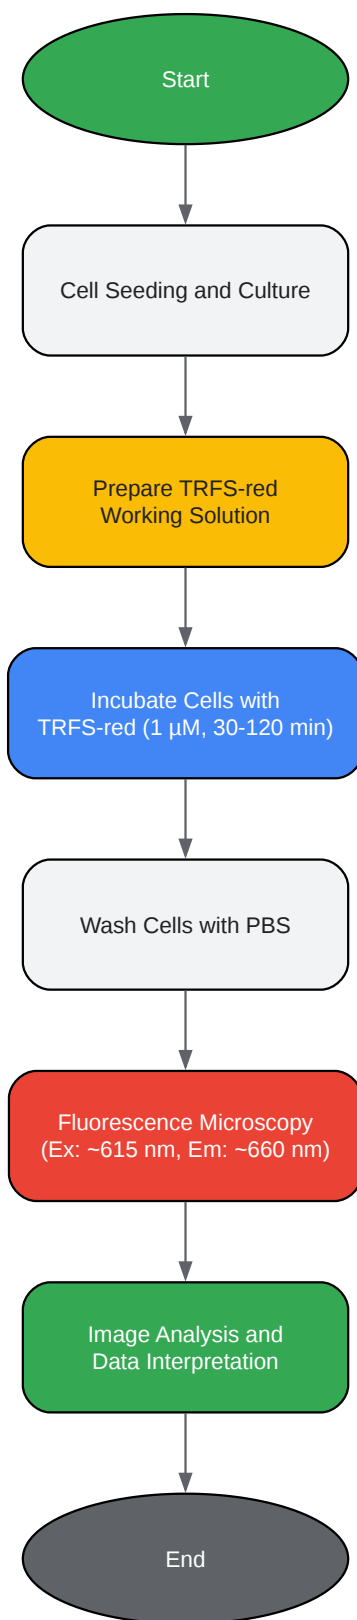 Start
Cell Seeding and Culture
Prepare TRFS-red
Working Solution
Incubate Cells with
TRFS-red (1 µM, 30-120 min)
Wash Cells with PBS
Fluorescence Microscopy
(Ex: ~615 nm, Em: ~660 nm)
Image Analysis and
Data Interpretation
End